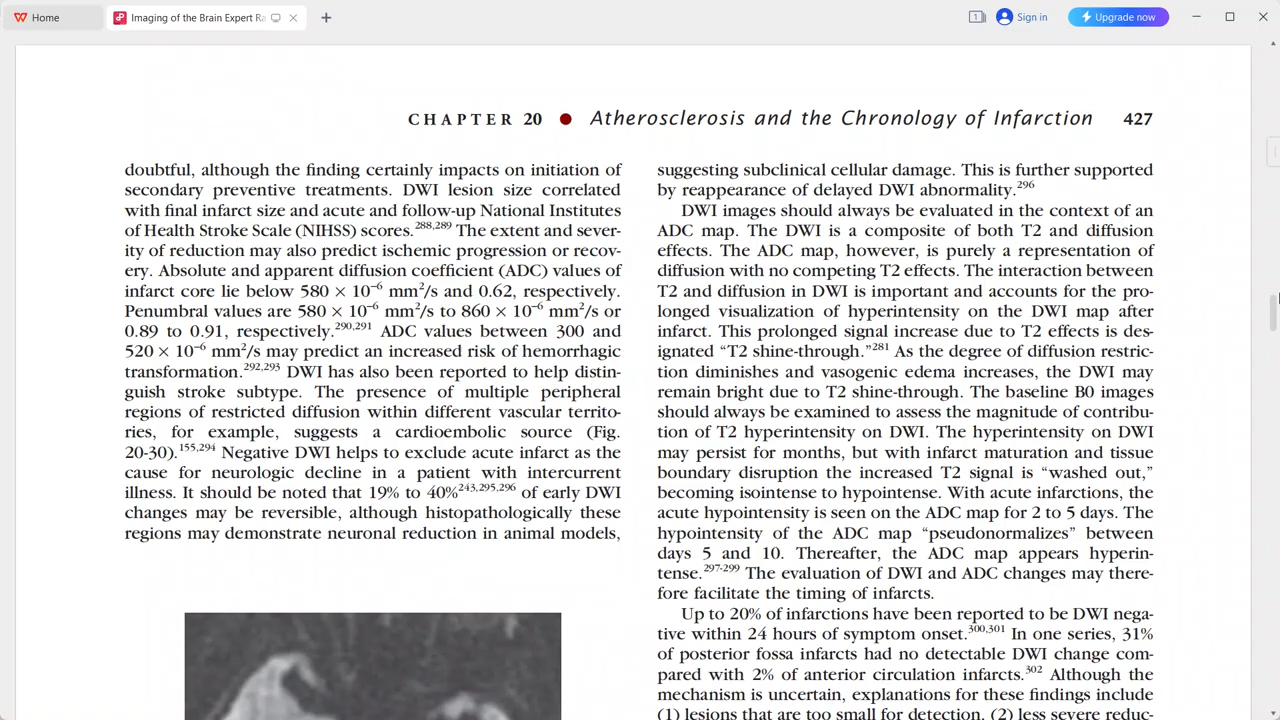 Home
Imaging of the Brain Expert Ra
Sign in
Upgrade now
CHAPTER 20 ● Atherosclerosis and the Chronology of Infarction 427
doubtful, although the finding certainly impacts on initiation of
secondary preventive treatments. DWI lesion size correlated
with final infarct size and acute and follow-up National Institutes
of Health Stroke Scale (NIHSS) scores.288,289 The extent and sever-
ity of reduction may also predict ischemic progression or recov-
ery. Absolute and apparent diffusion coefficient (ADC) values of
infarct core lie below 580 × 10−6 mm2/s and 0.62, respectively.
Penumbral values are 580 × 10−6 mm2/s to 860 × 10−6 mm2/s or
0.89 to 0.91, respectively.290,291 ADC values between 300 and
520 × 10−6 mm2/s may predict an increased risk of hemorrhagic
transformation.292,293 DWI has also been reported to help distin-
guish stroke subtype. The presence of multiple peripheral
regions of restricted diffusion within different vascular territo-
ries, for example, suggests a cardioembolic source (Fig.
20-30).155,294 Negative DWI helps to exclude acute infarct as the
cause for neurologic decline in a patient with intercurrent
illness. It should be noted that 19% to 40%243,295,296 of early DWI
changes may be reversible, although histopathologically these
regions may demonstrate neuronal reduction in animal models,
suggesting subclinical cellular damage. This is further supported
by reappearance of delayed DWI abnormality.296
DWI images should always be evaluated in the context of an
ADC map. The DWI is a composite of both T2 and diffusion
effects. The ADC map, however, is purely a representation of
diffusion with no competing T2 effects. The interaction between
T2 and diffusion in DWI is important and accounts for the pro-
longed visualization of hyperintensity on the DWI map after
infarct. This prolonged signal increase due to T2 effects is des-
ignated “T2 shine-through.”281 As the degree of diffusion restric-
tion diminishes and vasogenic edema increases, the DWI may
remain bright due to T2 shine-through. The baseline B0 images
should always be examined to assess the magnitude of contribu-
tion of T2 hyperintensity on DWI. The hyperintensity on DWI
may persist for months, but with infarct maturation and tissue
boundary disruption the increased T2 signal is “washed out,”
becoming isointense to hypointense. With acute infarctions, the
acute hypointensity is seen on the ADC map for 2 to 5 days. The
hypointensity of the ADC map “pseudonormalizes” between
days 5 and 10. Thereafter, the ADC map appears hyperin-
tense.297-299 The evaluation of DWI and ADC changes may there-
fore facilitate the timing of infarcts.
Up to 20% of infarctions have been reported to be DWI nega-
tive within 24 hours of symptom onset.300,301 In one series, 31%
of posterior fossa infarcts had no detectable DWI change com-
pared with 2% of anterior circulation infarcts.302 Although the
mechanism is uncertain, explanations for these findings include
(1) lesions that are too small for detection, (2) less severe reduc-